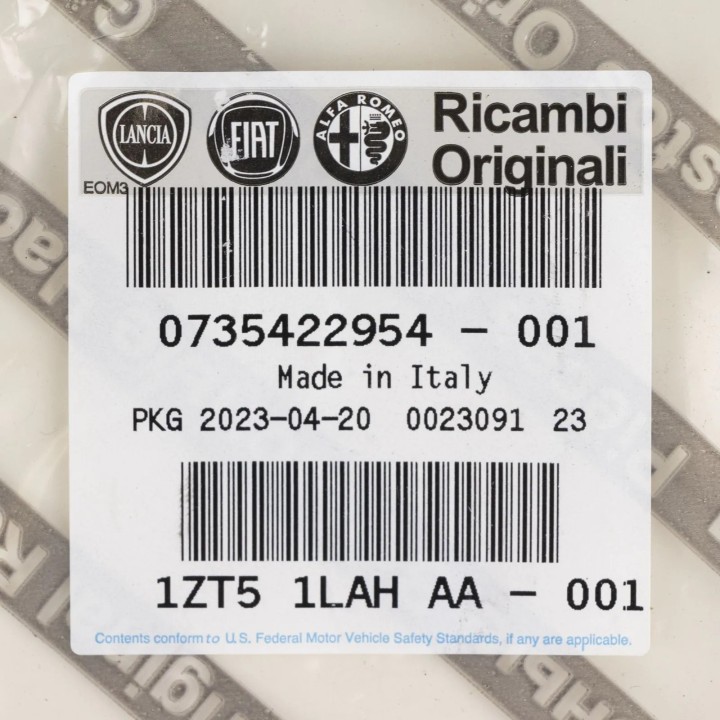 LANCIA
FIAT
ALFA ROMEO
Ricambi
Originali
EOM3
0735422954 – 001
Made in Italy
PKG 2023–04–20 0023091 23
1ZT5 1LAH AA – 001
Contents conform to U.S. Federal Motor Vehicle Safety Standards, if any are applicable.